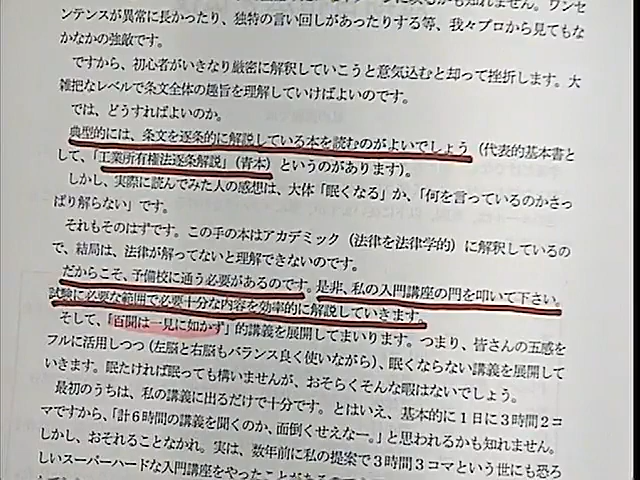 センテンスが異常に長かったり、独特の言い回しがあったりする等、我々プロから見てもな
かなかの強敵です。
ですから、初心者がいきなり厳密に解釈していこうと意気込むと却って挫折します。大
雑把なレベルで条文全体の趣旨を理解していけばよいのです。
では、どうすればよいのか。
典型的には、条文を逐条的に解説している本を読むのがよいでしょう（代表的基本書と
して、「工業所有権法逐条解説」（青本）というのがあります）。
しかし、実際に読んでみた人の感想は、大体「眠くなる」か、「何を言っているのかさっ
ぱり解らない」です。
それもそのはずです。この手の本はアカデミック（法律を法律学的）に解釈しているの
で、結局は、法律が解ってないと理解できないのです。
だからこそ、予備校に通う必要があるのです。是非、私の入門講座の門を叩いて下さい。
試験に必要な範囲で必要十分な内容を効率的に解説していきます。
そして、「百聞は一見に如かず」的講義を展開してまいります。つまり、皆さんの五感を
フルに活用しつつ（左脳と右脳もバランス良く使いながら）、眠くならない講義を展開して
いきます。眠たければ眠っても構いませんが、おそらくそんな暇はないでしょう。
最初のうちは、私の講義に出るだけで十分です。とはいえ、基本的に１日に３時間２コ
マですから、「計６時間の講義を聞くのか、面倒くせえなー。」と思われるかも知れません。
しかし、おそれることなかれ。実は、数年前に私の提案で３時間３コマという世にも恐ろ
しいスーパーハードな入門講座をやったことがあるのです